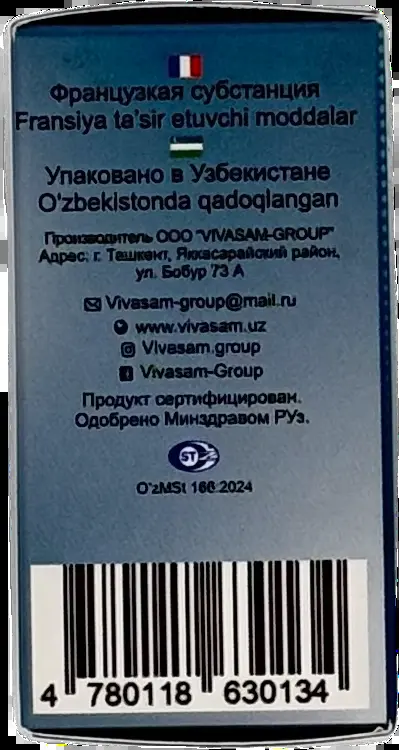 Французкая субстанция
Fransiya ta'sir etuvchi moddalar
Упаковано в Узбекистане
O'zbekistonda qadoqlangan
Производитель ООО "VIVASAM-GROUP"
Адрес: г. Ташкент, Яккасарайский район,
ул. Бобур 73 А
Vivasam-group@mail.ru
www.vivasam.uz
Vivasam.group
Vivasam-Group
Продукт сертифицирован.
Одобрено Минздравом РУз.
ST
O'zMSt 166:2024
4 780118 630134